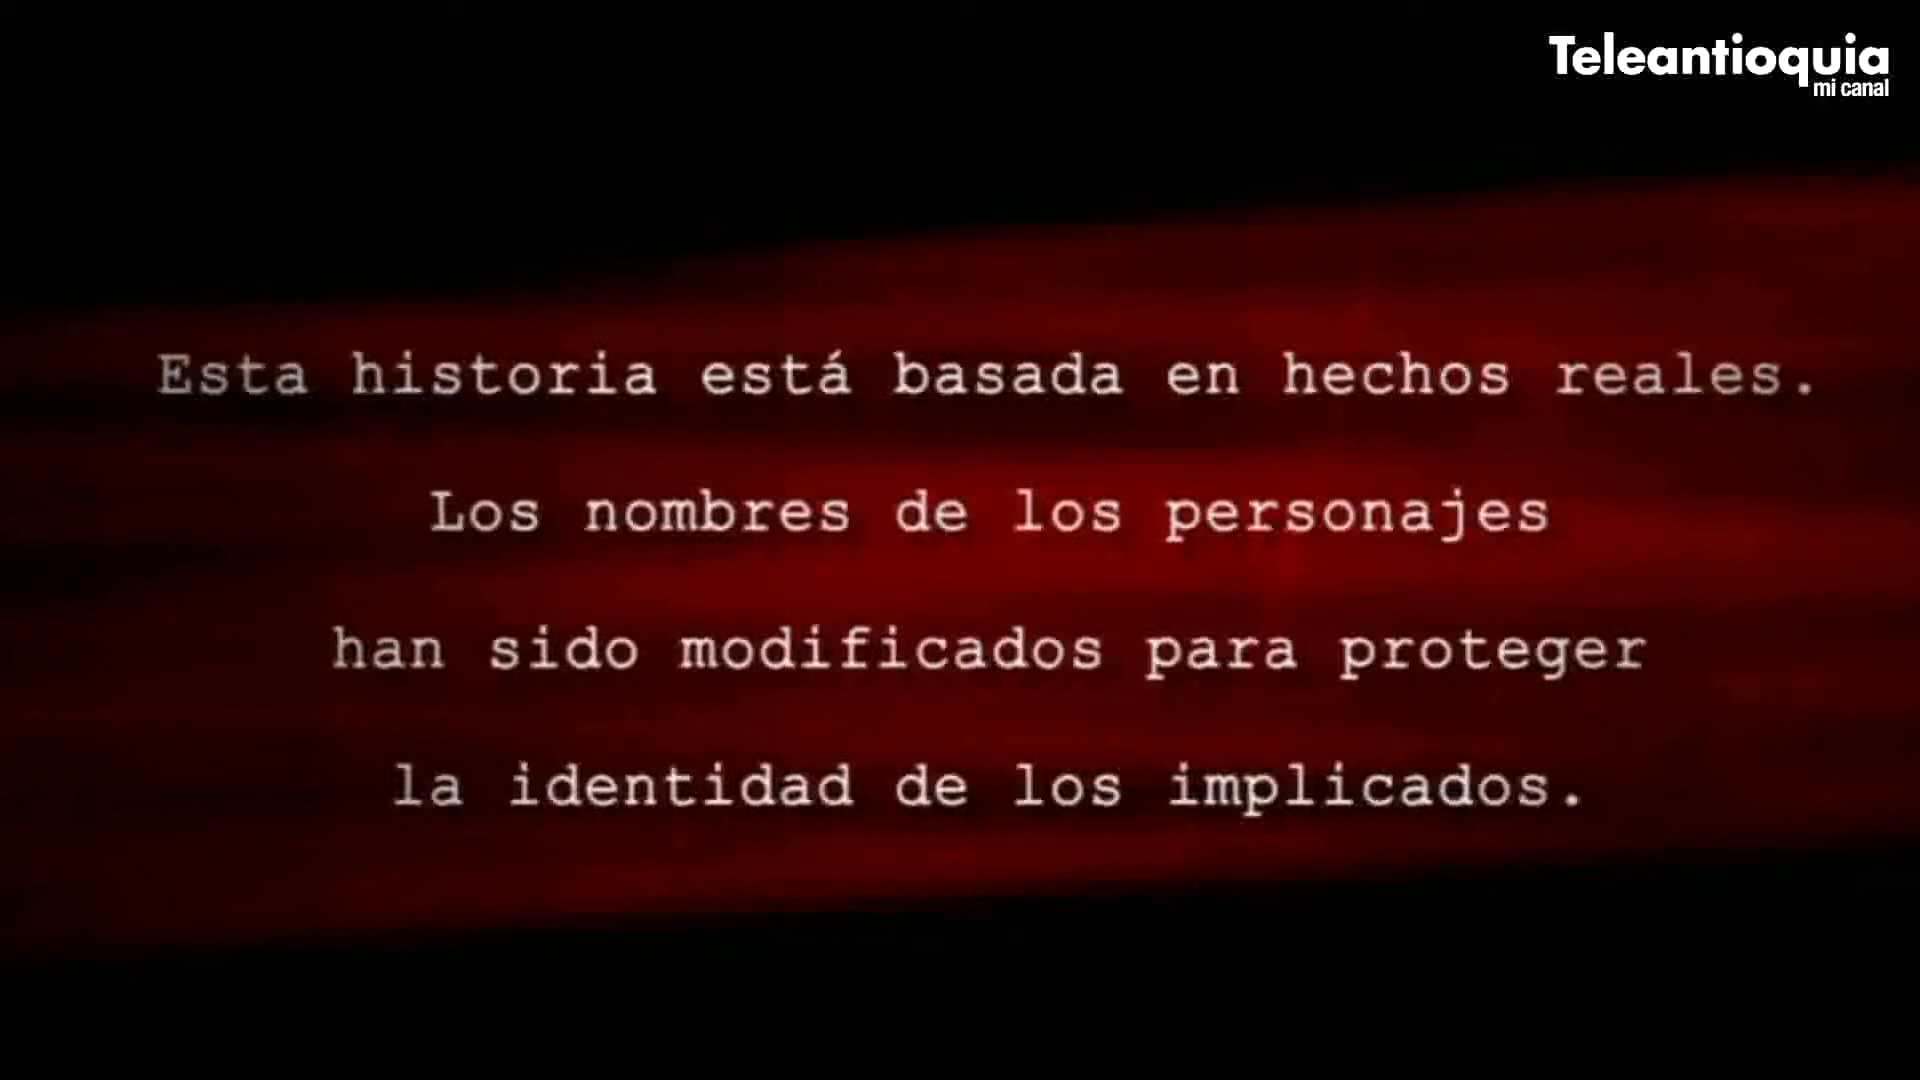 Teleantioquia
mi canal
Esta historia está basada en hechos reales.
Los nombres de los personajes
han sido modificados para proteger
la identidad de los implicados.